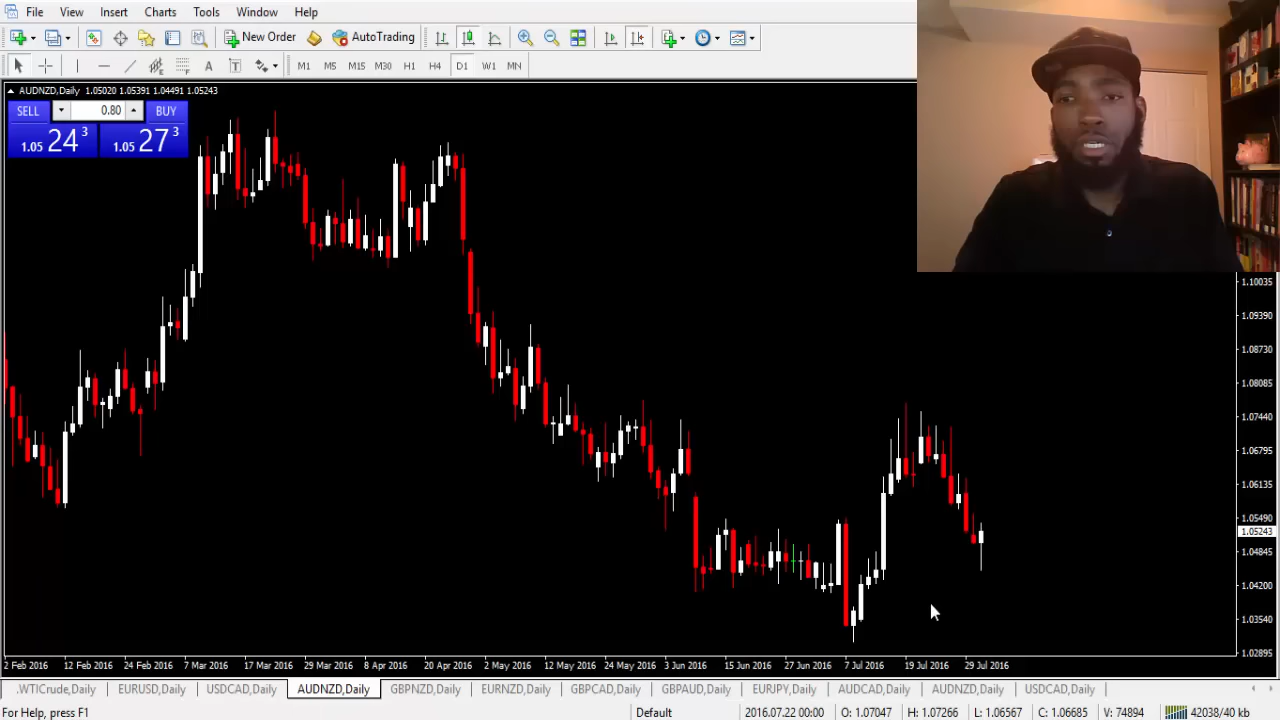 File View Insert Charts Tools Window Help
New Order AutoTrading
A T M1 M5 M15 M30 H1 H4 D1 W1 MN
AUDNZD,Daily 1.05020 1.05391 1.04491 1.05243
SELL 0.80 BUY
1.05 24 3 1.05 27 3
1.10035
1.09390
1.08730
1.08085
1.07440
1.06795
1.06135
1.05490
1.05243
1.04845
1.04200
1.03540
1.02895
2 Feb 2016 12 Feb 2016 24 Feb 2016 7 Mar 2016 17 Mar 2016 29 Mar 2016 8 Apr 2016 20 Apr 2016 2 May 2016 12 May 2016 24 May 2016 3 Jun 2016 15 Jun 2016 27 Jun 2016 7 Jul 2016 19 Jul 2016 29 Jul 2016
.WTICrude,Daily EURUSD,Daily USDCAD,Daily AUDNZD,Daily GBPNZD,Daily EURNZD,Daily GBPCAD,Daily GBPAUD,Daily EURJPY,Daily AUDCAD,Daily AUDNZD,Daily USDCAD,Daily
For Help, press F1 Default 2016.07.22 00:00 O: 1.07047 H: 1.07266 L: 1.06567 C: 1.06685 V: 74894 42038/40 kb